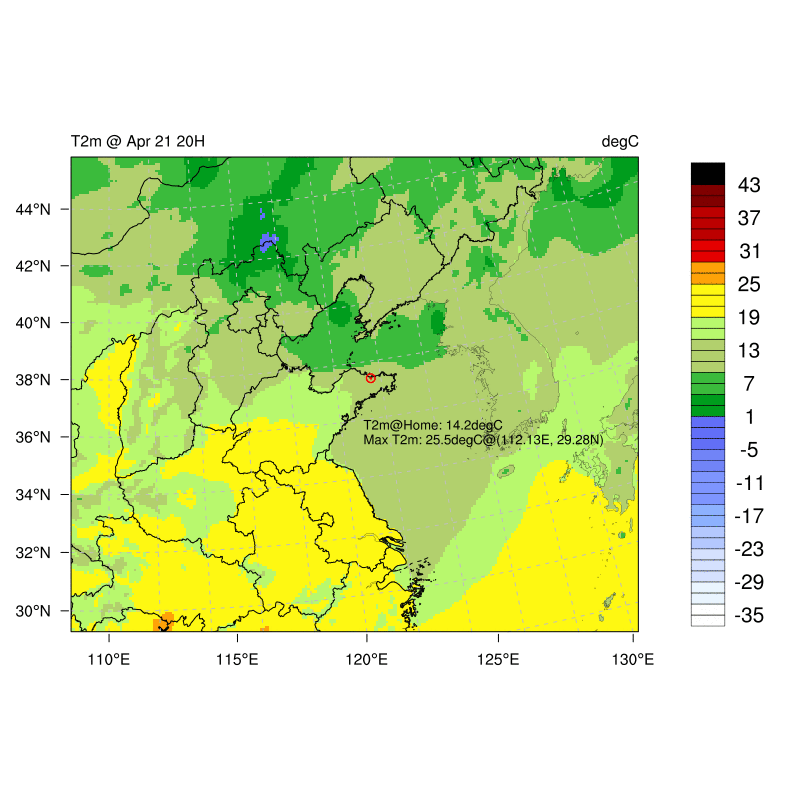 T2m @ Apr 21 20H
degC
44°N
42°N
40°N
38°N
36°N
34°N
32°N
30°N
110°E
115°E
120°E
125°E
130°E
T2m@Home: 14.2degC
Max T2m: 25.5degC@(112.13E, 29.28N)
43
37
31
25
19
13
7
1
-5
-11
-17
-23
-29
-35